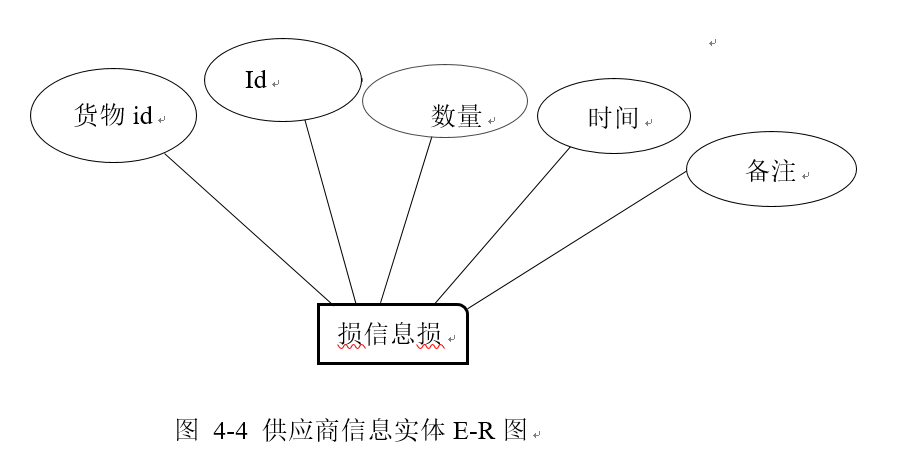 货物 id
Id
数量
时间
备注
损信息损
图 4-4 供应商信息实体 E-R 图